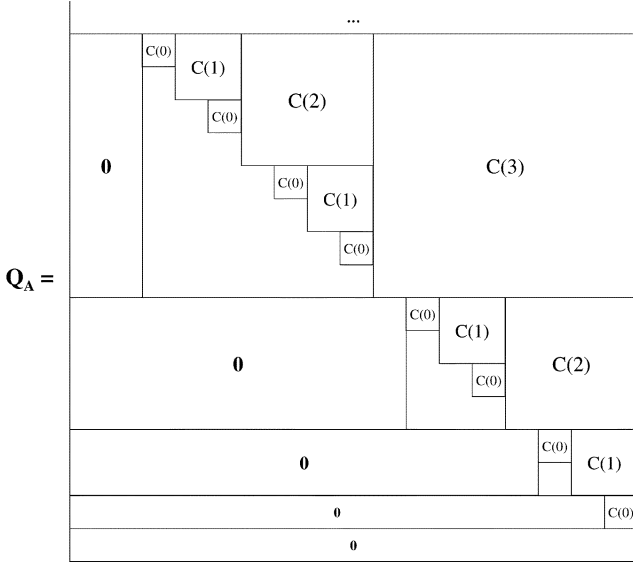 ...
C(0)
C(1)
C(2)
C(0)
0
C(3)
C(0)
C(1)
C(0)
Q_A =
C(0)
C(1)
0
C(2)
C(0)
C(0)
0
C(1)
0
C(0)
0